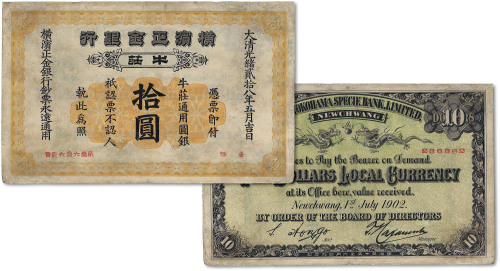 行銀金正濱橫
莊牛
大清光緒貳拾八年五月吉日
憑票即付
牛莊通用圓銀
拾圓
祇認票不認人
執此爲照
橫濱正金銀行鈔票永遠通用
YOKOHAMA SPECIE BANK, LIMITED.
NEWCHWANG
10
es to Pay the Bearer on Demand
DOLLARS LOCAL CURRENCY
at its Office here, value received.
Newchwang, 1st July 1902.
BY ORDER OF THE BOARD OF DIRECTORS
10
10